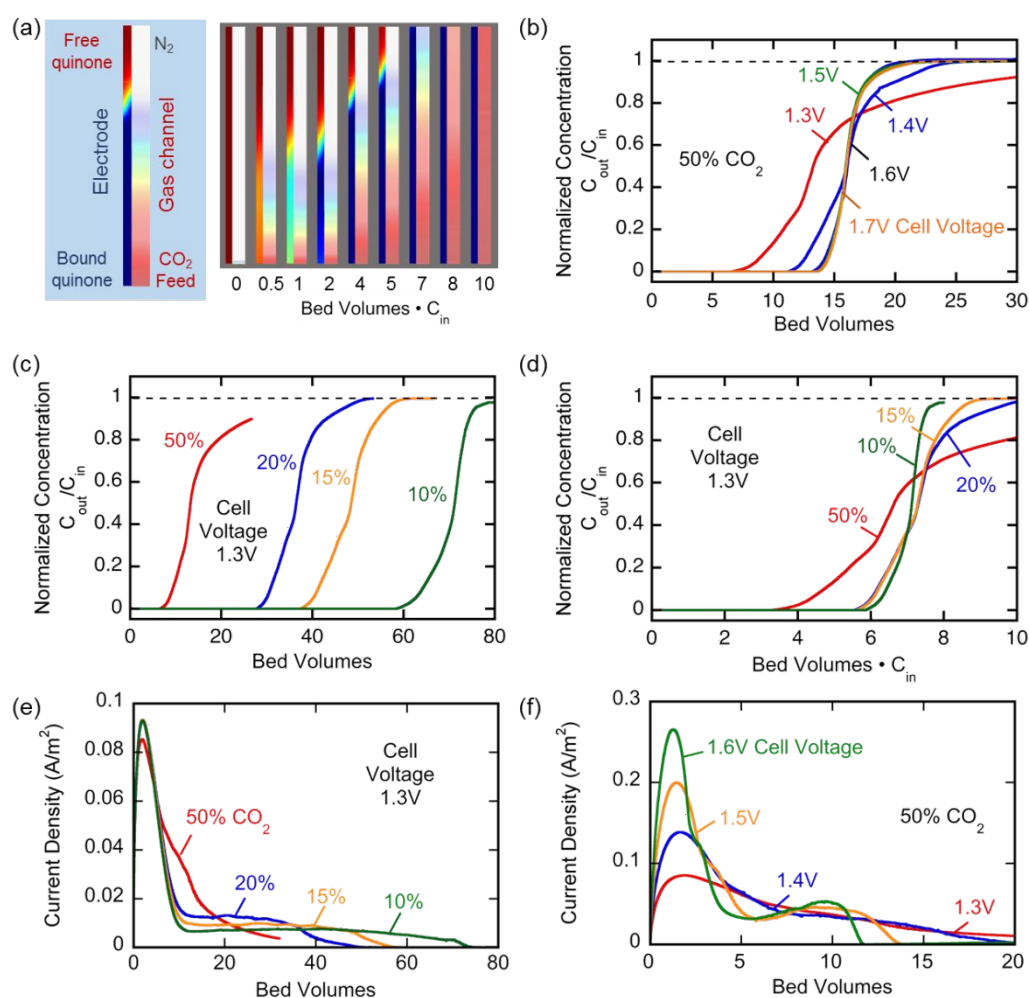 (a)
Free
quinone
N2
Electrode
Gas channel
Bound
quinone
CO2
Feed
0 0.5 1 2 4 5 7 8 10
Bed Volumes • Cin
(b)
Normalized Concentration
Cout/Cin
1
0.8
0.6
0.4
0.2
0
1.5V
1.3V
1.4V
50% CO2
1.6V
1.7V Cell Voltage
0 5 10 15 20 25 30
Bed Volumes
(c)
Normalized Concentration
Cout/Cin
1
0.8
0.6
0.4
0.2
0
50%
20%
15%
10%
Cell
Voltage
1.3V
0 20 40 60 80
Bed Volumes
(d)
Normalized Concentration
Cout/Cin
1
0.8
0.6
0.4
0.2
0
Cell
Voltage
1.3V
15%
10%
20%
50%
0 2 4 6 8 10
Bed Volumes • Cin
(e)
Current Density (A/m2)
0.1
0.08
0.06
0.04
0.02
0
Cell
Voltage
1.3V
50% CO2
20%
15%
10%
0 20 40 60 80
Bed Volumes
(f)
Current Density (A/m2)
0.3
0.2
0.1
0
1.6V Cell Voltage
1.5V
50% CO2
1.4V
1.3V
0 5 10 15 20
Bed Volumes